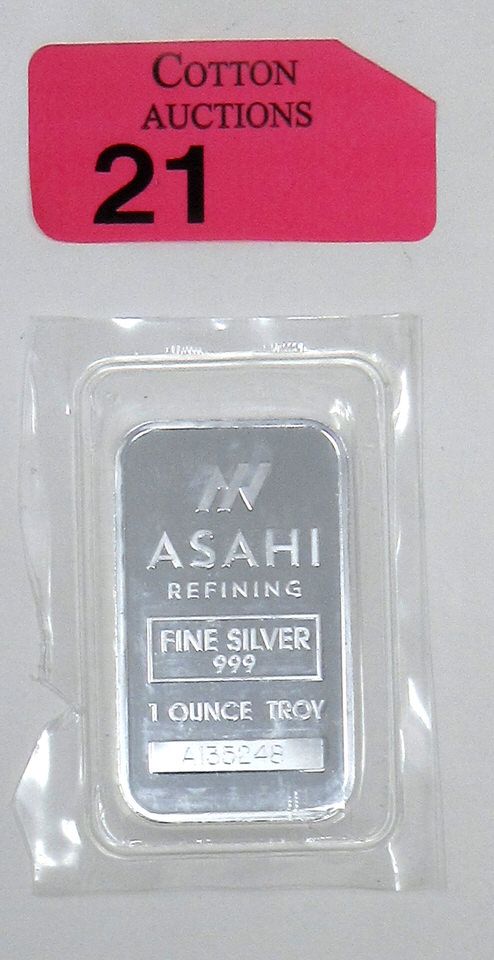 COTTON
AUCTIONS
21
ASAHI
REFINING
FINE SILVER
999
1 OUNCE TROY
A135248